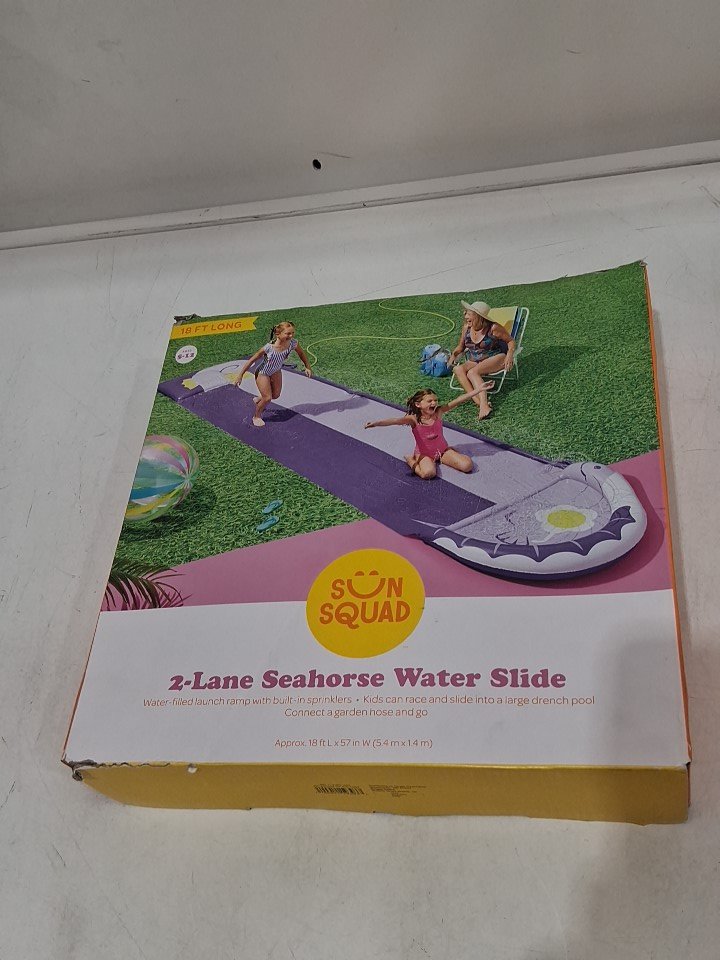 18 FT LONG
5-12
SUN
SQUAD
2-Lane Seahorse Water Slide
Water-filled launch ramp with built-in sprinklers • Kids can race and slide into a large drench pool
Connect a garden hose and go
Approx. 18 ft L x 57 in W (5.4 m x 1.4 m)